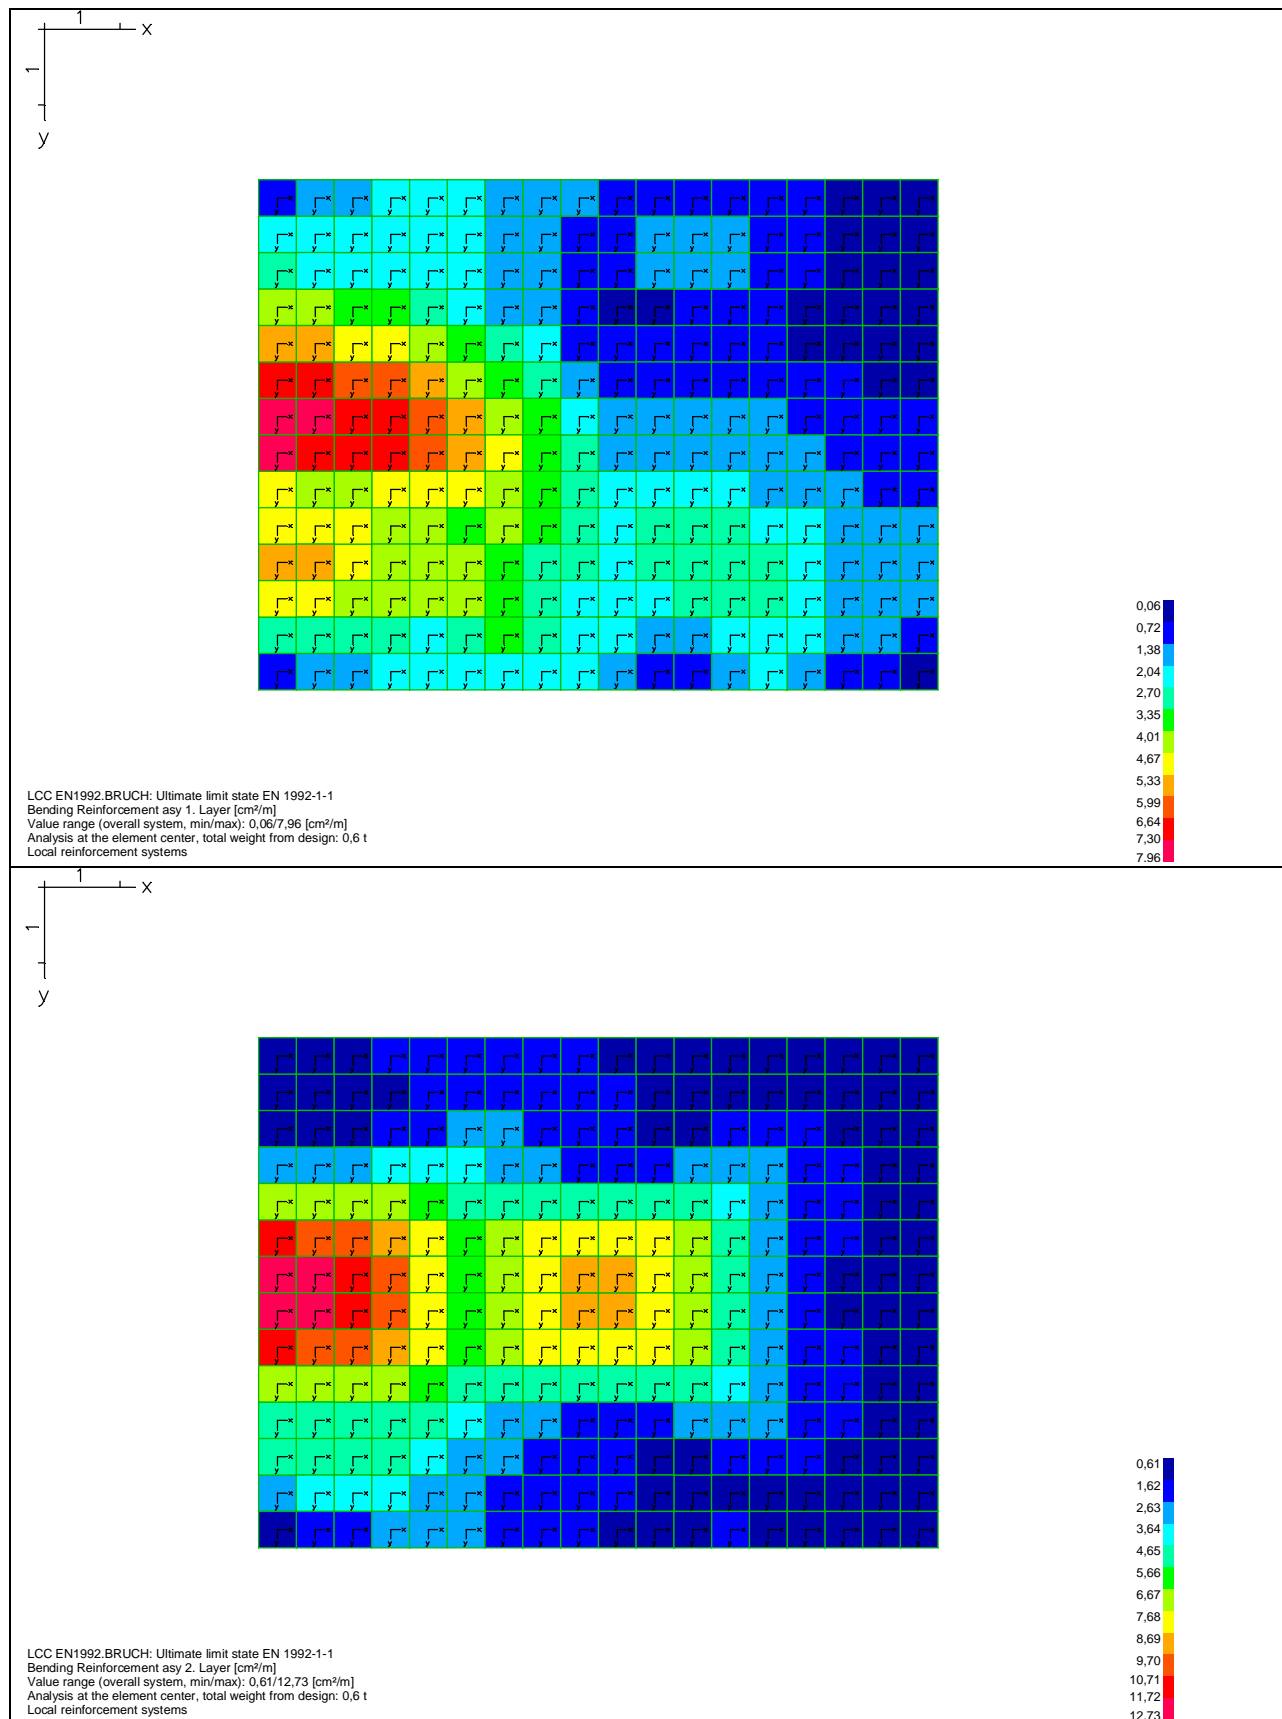 1
x
1
y
0,06
0,72
1,38
2,04
2,70
3,35
4,01
4,67
5,33
5,99
6,64
7,30
7.96
LCC EN1992.BRUCH: Ultimate limit state EN 1992-1-1
Bending Reinforcement asy 1. Layer [cm²/m]
Value range (overall system, min/max): 0,06/7,96 [cm²/m]
Analysis at the element center, total weight from design: 0,6 t
Local reinforcement systems
1
x
1
y
0,61
1,62
2,63
3,64
4,65
5,66
6,67
7,68
8,69
9,70
10,71
11,72
12.73
LCC EN1992.BRUCH: Ultimate limit state EN 1992-1-1
Bending Reinforcement asy 2. Layer [cm²/m]
Value range (overall system, min/max): 0,61/12,73 [cm²/m]
Analysis at the element center, total weight from design: 0,6 t
Local reinforcement systems